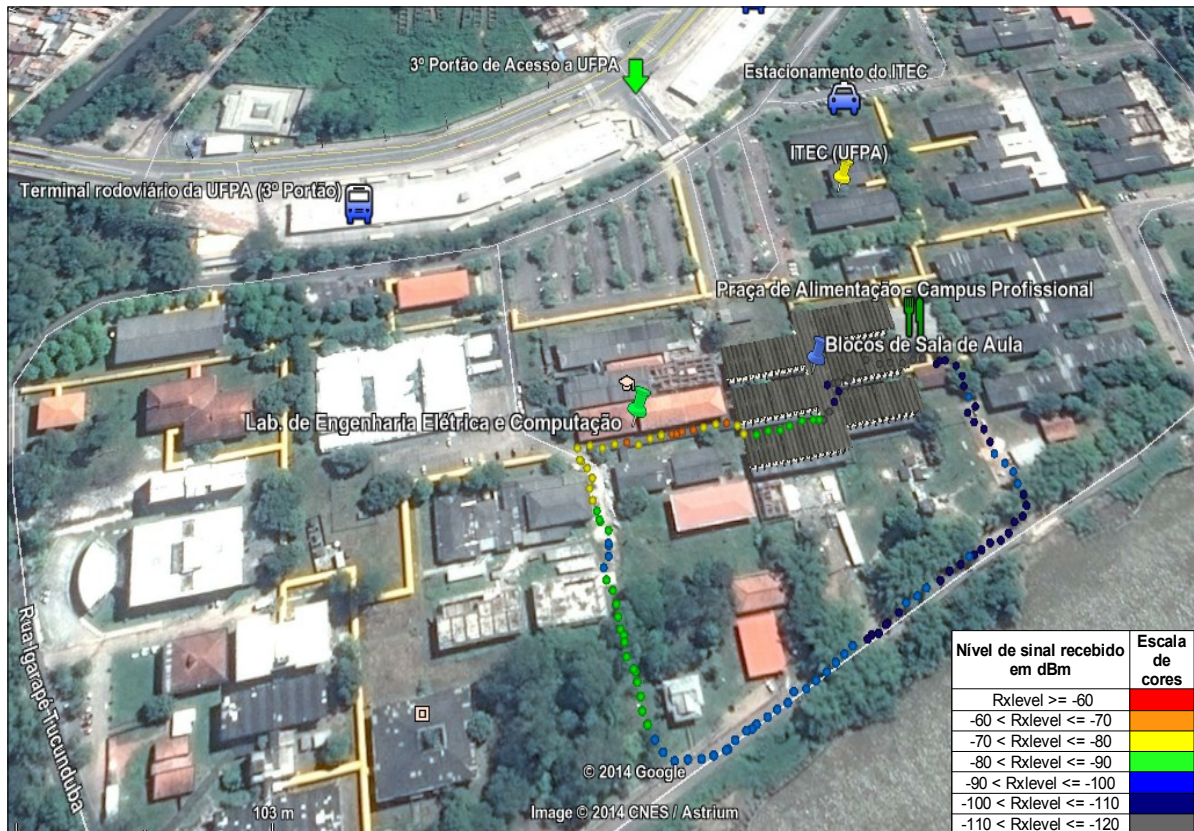 3º Portão de Acesso a UFPA
Estacionamento do ITEC
ITEC (UFPA)
Terminal rodoviário da UFPA (3º Portão)
Praça de Alimentação - Campus Profissional
Blocos de Sala de Aula
Lab. de Engenharia Elétrica e Computação
Rua Igarapé Tucunduba
Nível de sinal recebido
em dBm
Escala
de
cores
Rxlevel >= -60
-60 < Rxlevel <= -70
-70 < Rxlevel <= -80
-80 < Rxlevel <= -90
-90 < Rxlevel <= -100
-100 < Rxlevel <= -110
-110 < Rxlevel <= -120
© 2014 Google
Image © 2014 CNES / Astrium
103 m